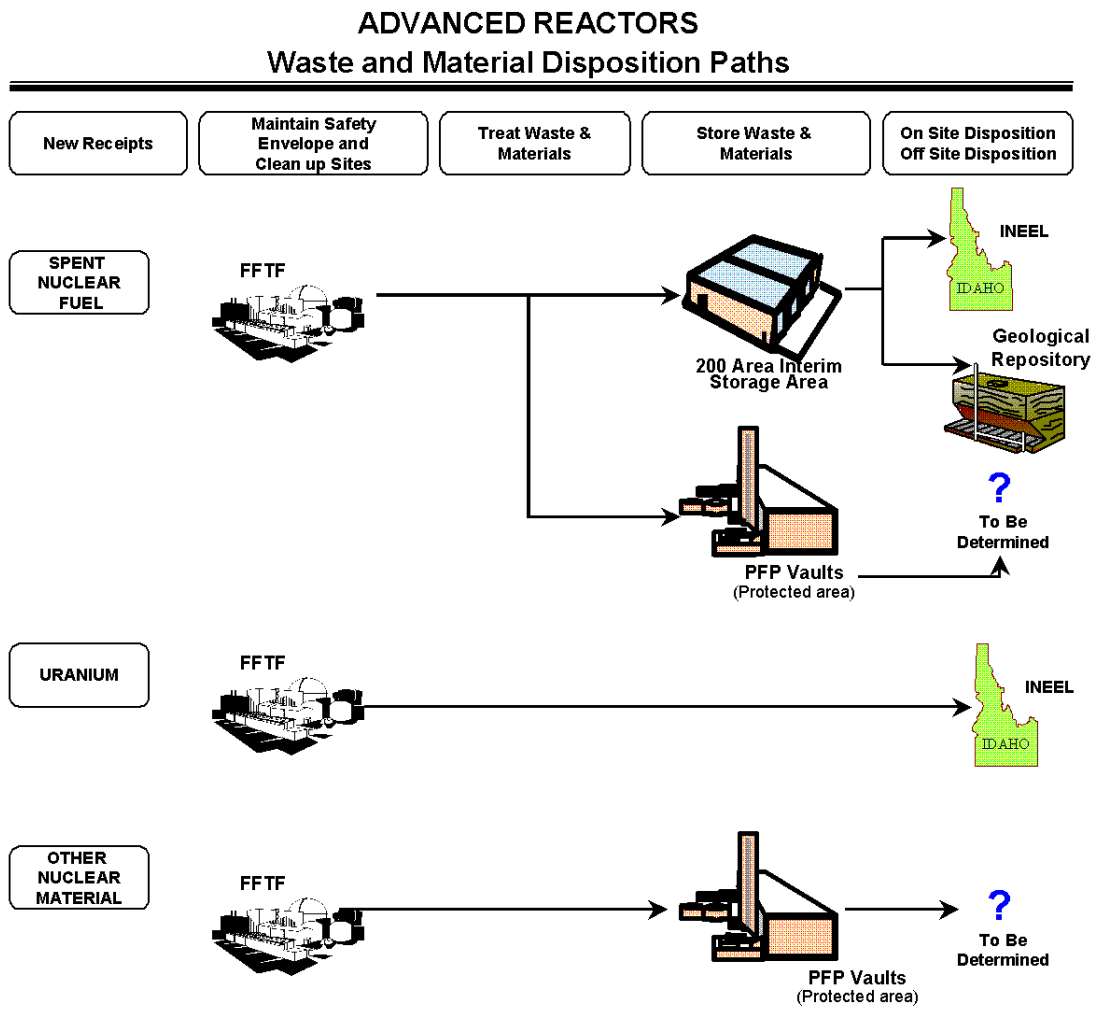 ADVANCED REACTORS
Waste and Material Disposition Paths
New Receipts
Maintain Safety
Envelope and
Clean up Sites
Treat Waste &
Materials
Store Waste &
Materials
On Site Disposition
Off Site Disposition
SPENT
NUCLEAR
FUEL
FFTF
200 Area Interim
Storage Area
INEEL
IDAHO
Geological
Repository
PFP Vaults
(Protected area)
?
To Be
Determined
URANIUM
FFTF
INEEL
IDAHO
OTHER
NUCLEAR
MATERIAL
FFTF
PFP Vaults
(Protected area)
?
To Be
Determined